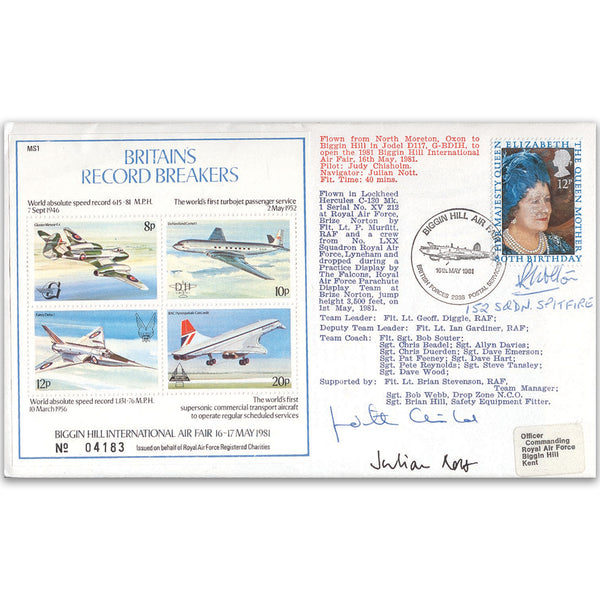 MS1
BRITAIN'S
RECORD BREAKERS
World absolute speed record 615·81 M.P.H.
7 Sept 1946
The world's first turbojet passenger service
2 May 1952
8p
10p
12p
20p
World absolute speed record 1,131·76 M.P.H.
10 March 1956
The world's first
supersonic commercial transport aircraft
to operate regular scheduled services
BIGGIN HILL INTERNATIONAL AIR FAIR 16-17 MAY 1981
No 04183 Issued on behalf of Royal Air Force Registered Charities
Flown from North Moreton, Oxon to
Biggin Hill in Jodel D117, G-BDIH, to
open the 1981 Biggin Hill International
Air Fair, 16th May, 1981.
Pilot: Judy Chisholm.
Navigator: Julian Nott.
Flt. Time: 40 mins.
Flown in Lockheed
Hercules C-130 Mk.
1 Serial No. XV 212
at Royal Air Force,
Brize Norton by
Flt. Lt. P. Murfitt,
RAF and a crew
from No. LXX
Squadron Royal Air
Force, Lyneham and
dropped during a
Practice Display by
The Falcons, Royal Air
Force Parachute
Display Team at
Brize Norton, jump
height 3,500 feet, on
1st May, 1981.
HER MAJESTY QUEEN
ELIZABETH
THE QUEEN MOTHER
80TH BIRTHDAY
12p
BIGGIN HILL AIR FAIR
16th MAY 1981
BRITISH FORCES 2938 POSTAL SERVICE
152 SQDN. SPITFIRE
Team Leader: Flt. Lt. Geoff. Diggle, RAF;
Deputy Team Leader: Flt. Lt. Ian Gardiner, RAF;
Team Coach: Flt. Sgt. Bob Souter;
Sgt. Chris Beadel; Sgt. Allyn Davies;
Sgt. Chris Duerden; Sgt. Dave Emerson;
Sgt. Pat Feeney; Sgt. Dave Hart;
Sgt. Pete Reynolds; Sgt. Steve Tansley;
Sgt. Dave Wood;
Supported by: Flt. Lt. Brian Stevenson, RAF
Team Manager;
Sgt. Bob Webb, Drop Zone N.C.O.
Sgt. Brian Hill, Safety Equipment Fitter.
Julian Nott
Officer
Commanding
Royal Air Force
Biggin Hill
Kent